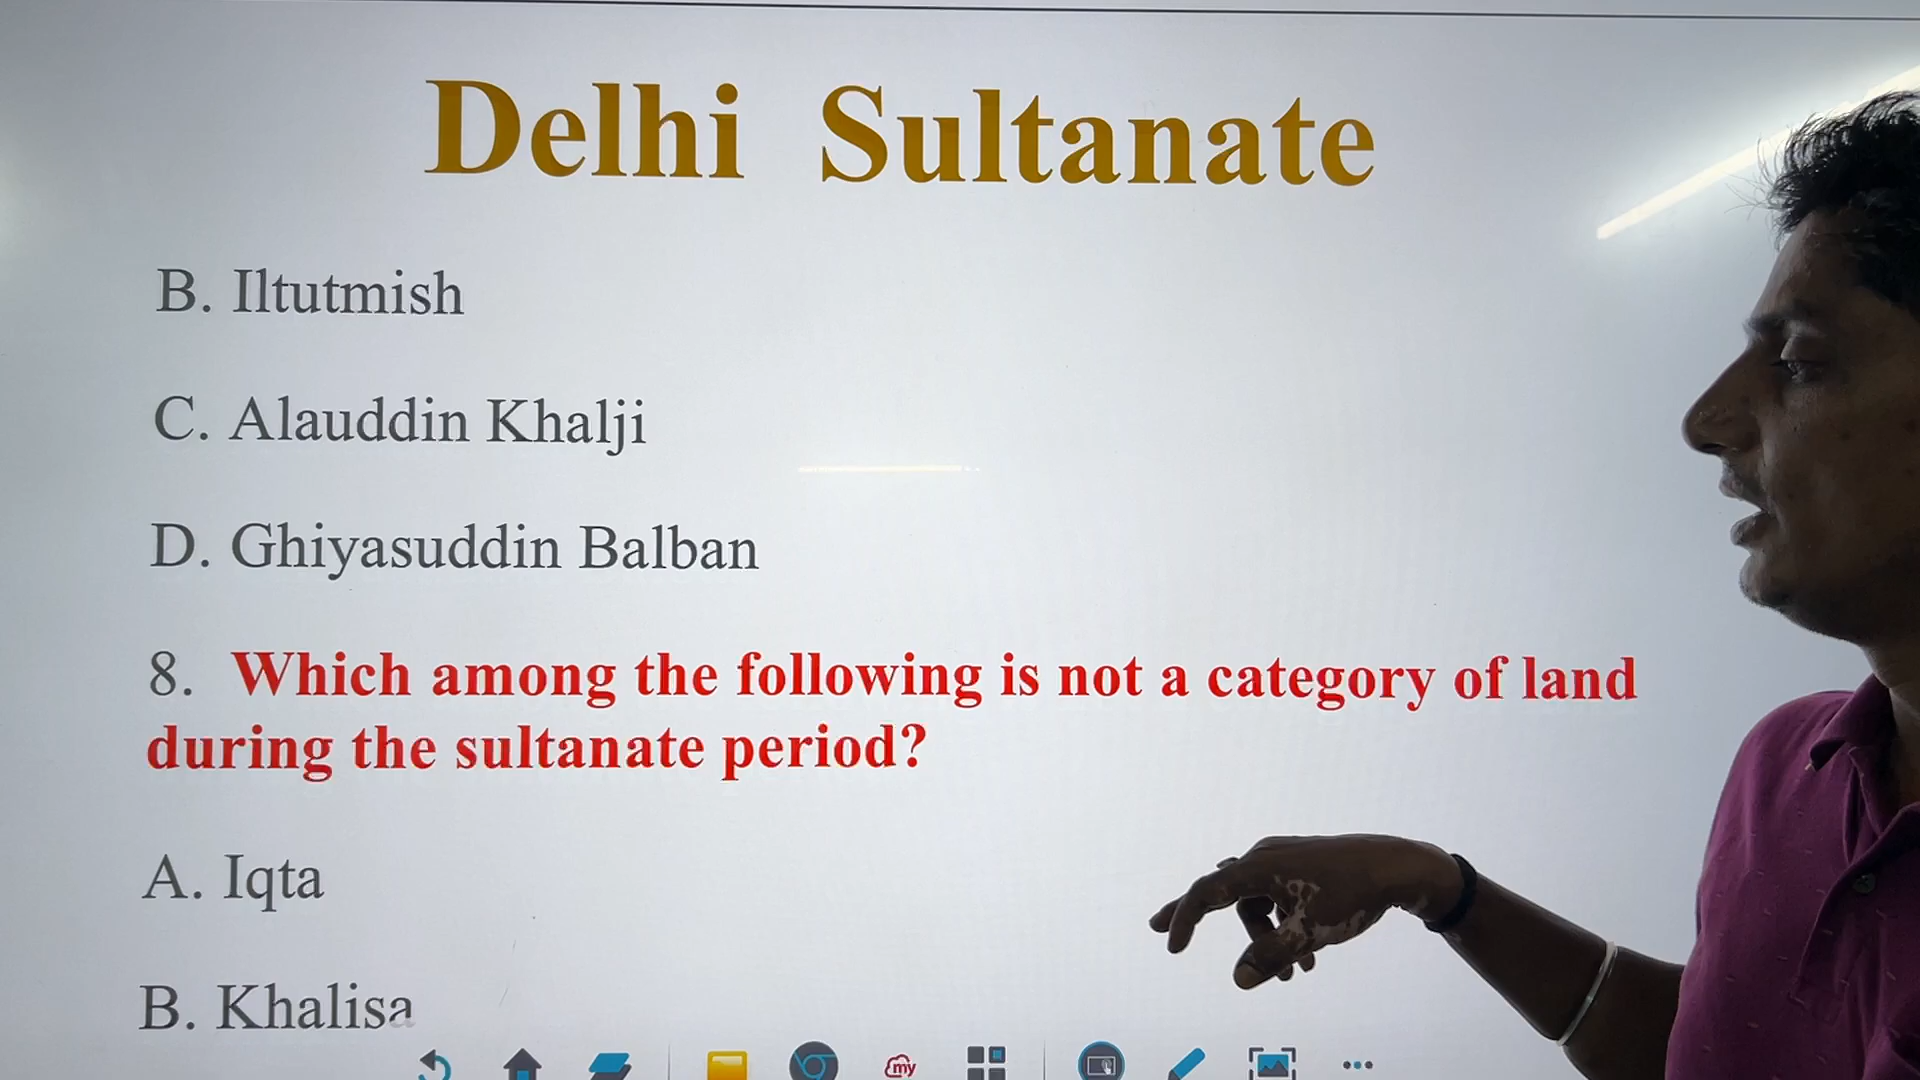 Delhi Sultanate
B. Iltutmish
C. Alauddin Khalji
D. Ghiyasuddin Balban
8. Which among the following is not a category of land
during the sultanate period?
A. Iqta
B. Khalisa
my